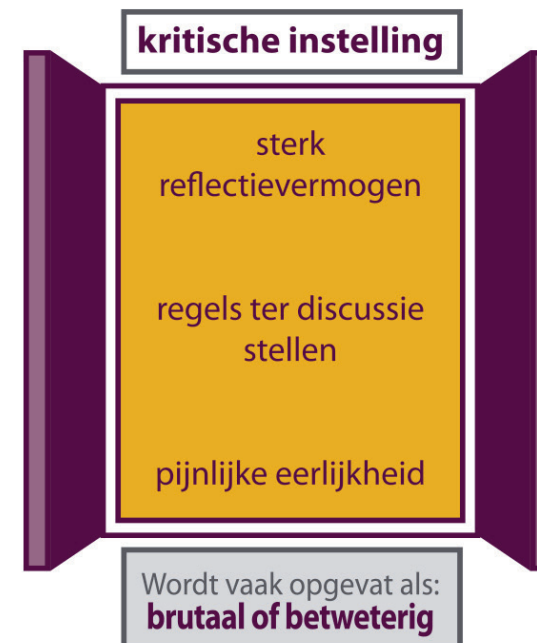 kritische instelling
sterk
reflectievermogen
regels ter discussie
stellen
pijnlijke eerlijkheid
Wordt vaak opgevat als:
brutaal of betweterig